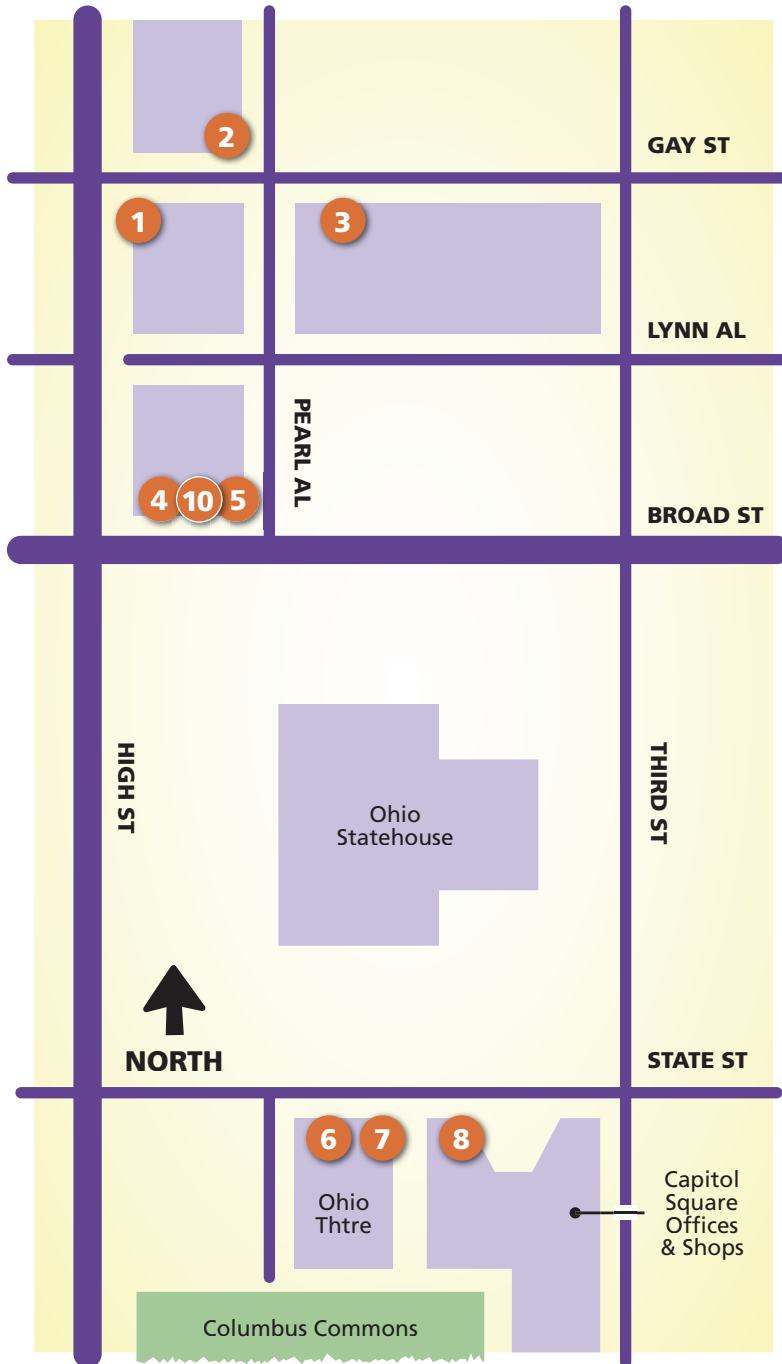 2
GAY ST
1
3
LYNN AL
PEARL AL
4
10
5
BROAD ST
HIGH ST
THIRD ST
Ohio
Statehouse
NORTH
STATE ST
6
7
8
Ohio
Thtre
Capitol
Square
Offices
& Shops
Columbus Commons